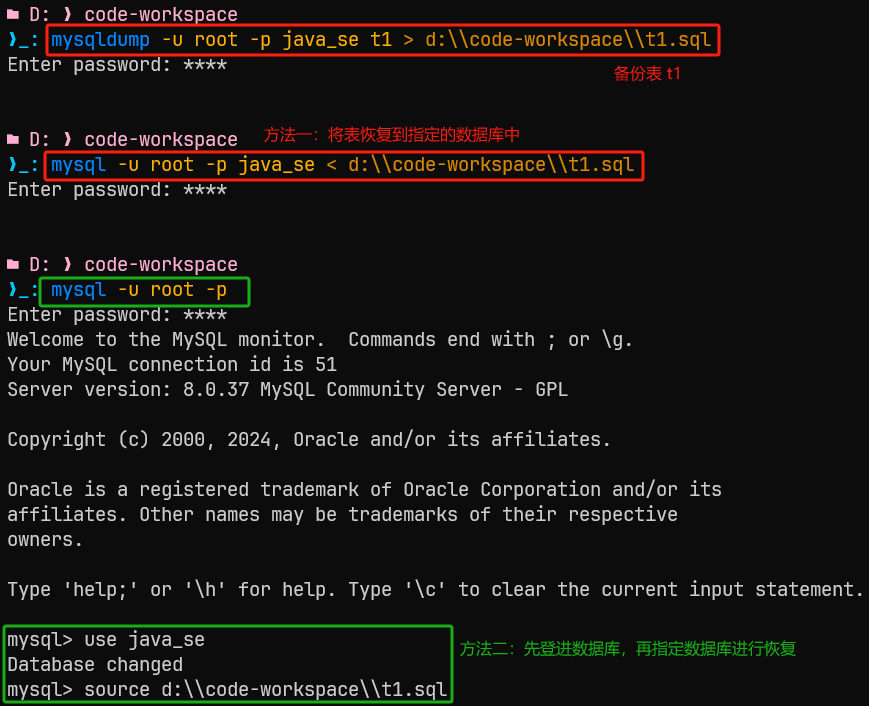 D: ❯ code-workspace
❯_: mysqldump -u root -p java_se t1 > d:\\code-workspace\\t1.sql
Enter password: ****
备份表 t1
D: ❯ code-workspace
方法一：将表恢复到指定的数据库中
❯_: mysql -u root -p java_se < d:\\code-workspace\\t1.sql
Enter password: ****
D: ❯ code-workspace
❯_: mysql -u root -p
Enter password: ****
Welcome to the MySQL monitor.  Commands end with ; or \g.
Your MySQL connection id is 51
Server version: 8.0.37 MySQL Community Server - GPL
Copyright (c) 2000, 2024, Oracle and/or its affiliates.
Oracle is a registered trademark of Oracle Corporation and/or its
affiliates. Other names may be trademarks of their respective
owners.
Type 'help;' or '\h' for help. Type '\c' to clear the current input statement.
mysql> use java_se
方法二：先登进数据库，再指定数据库进行恢复
Database changed
mysql> source d:\\code-workspace\\t1.sql